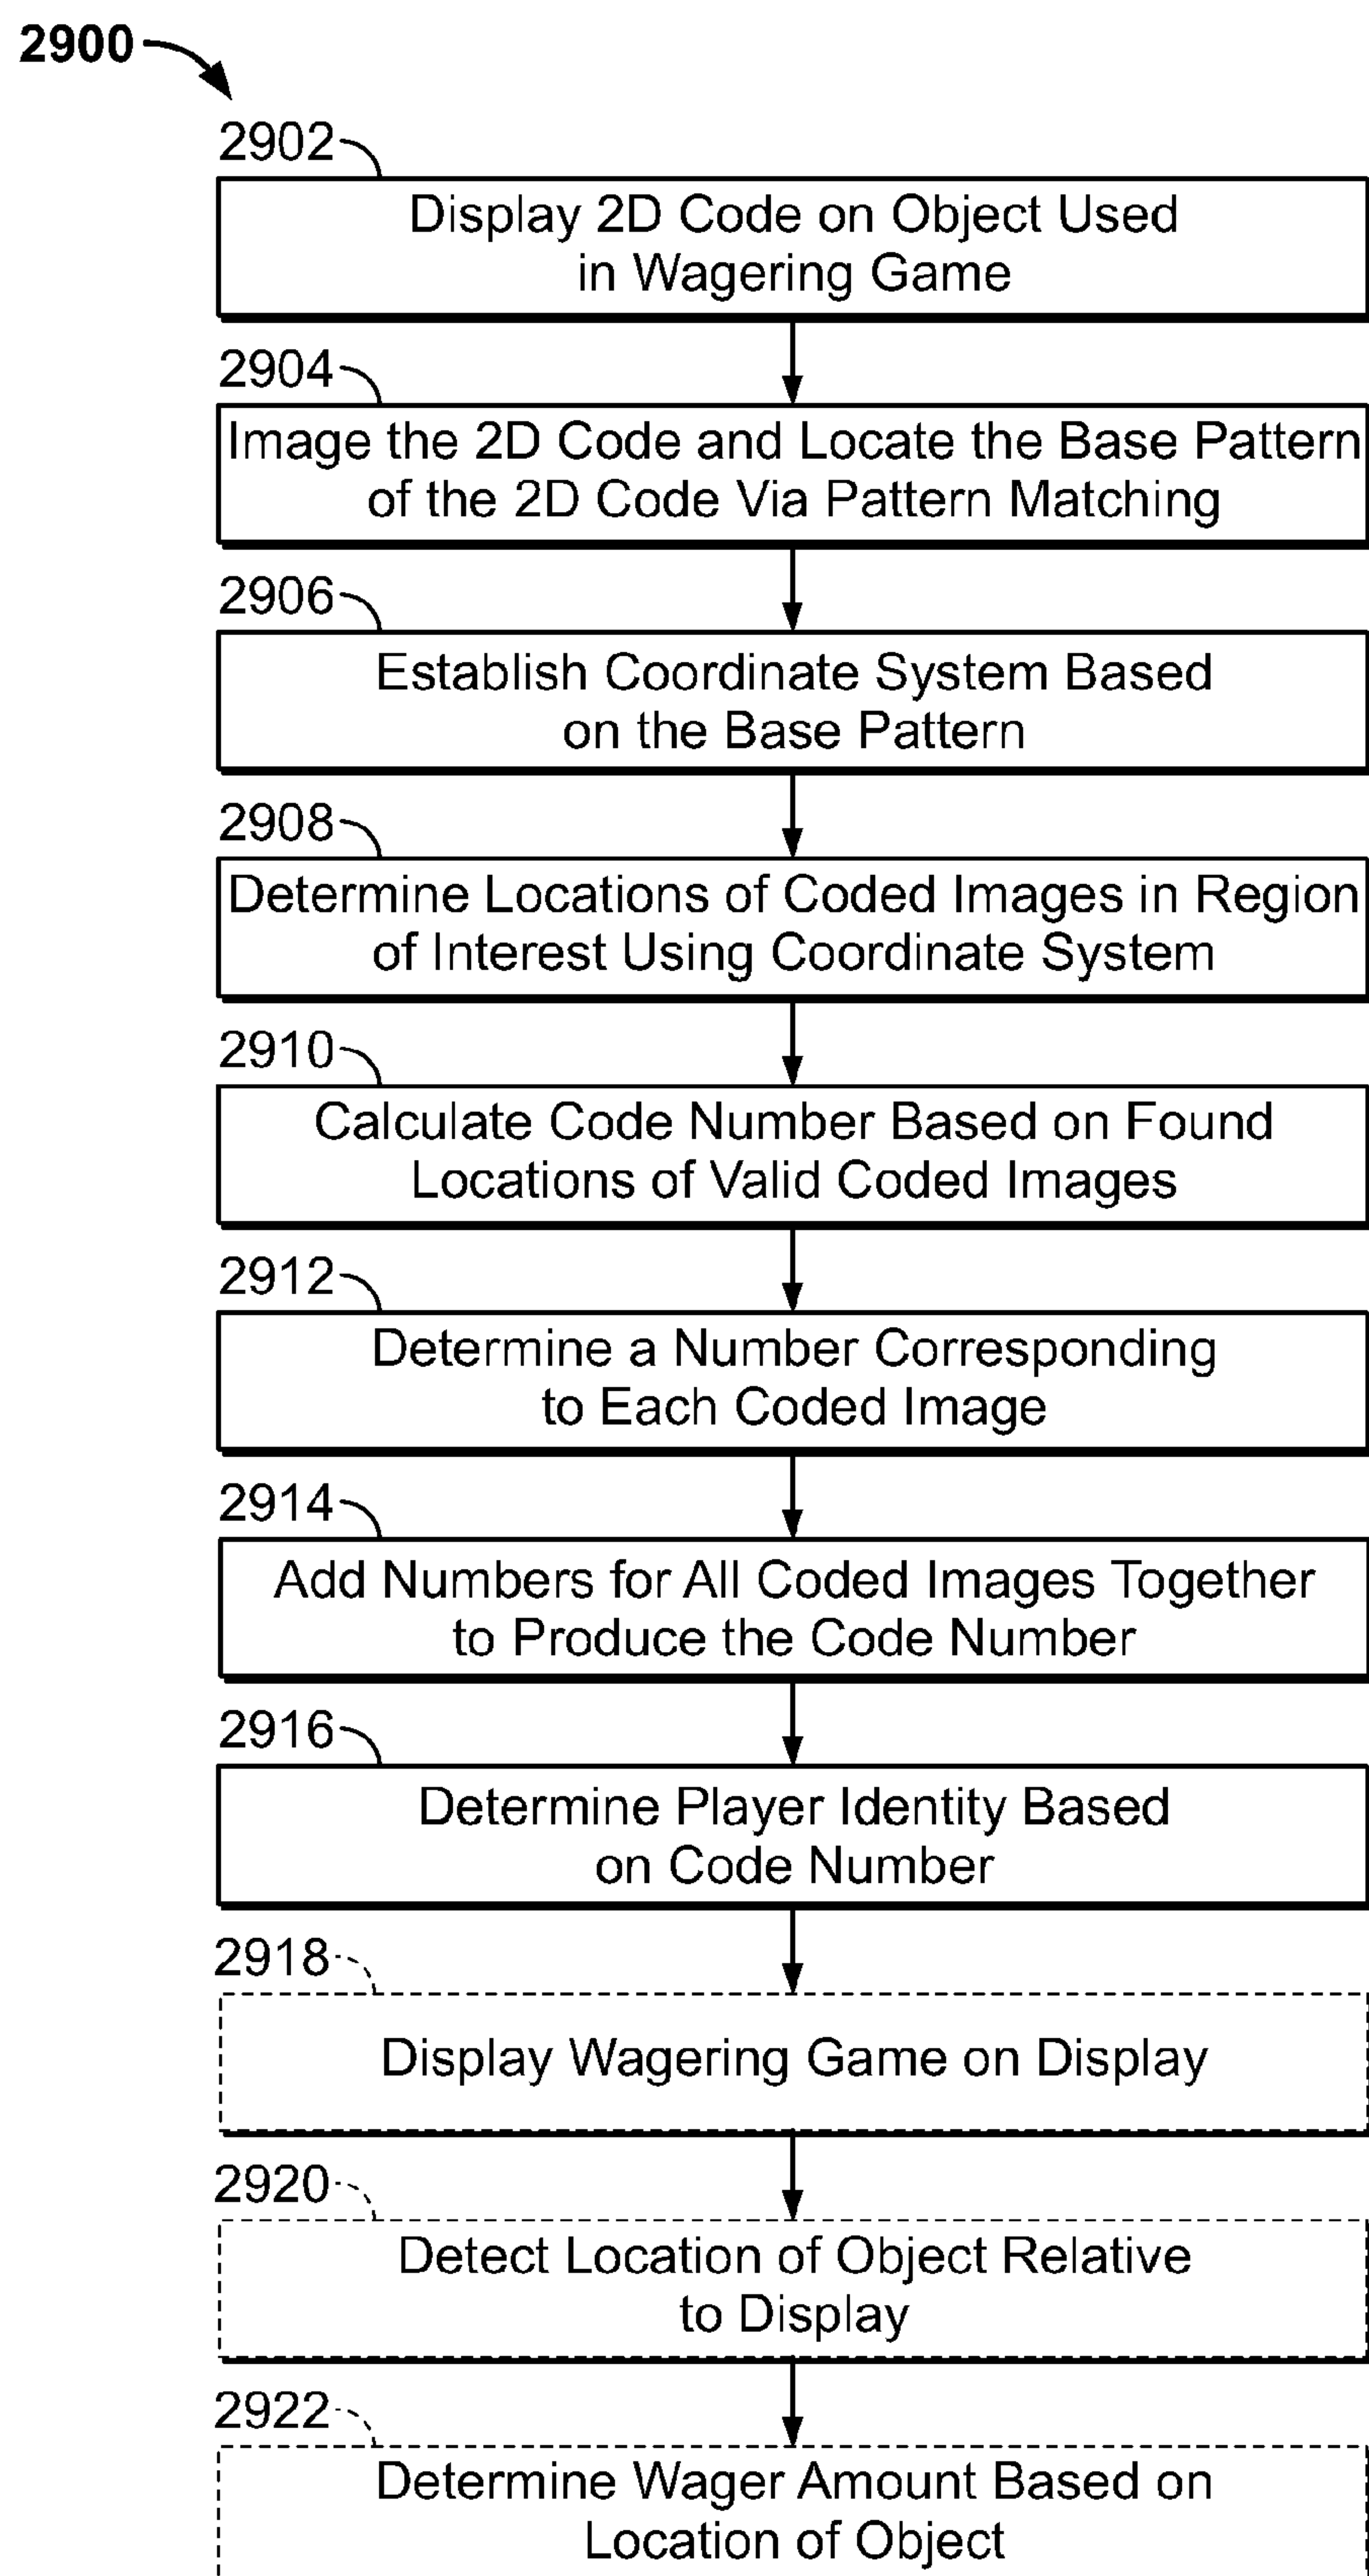 2900
2902
Display 2D Code on Object Used
in Wagering Game
2904
Image the 2D Code and Locate the Base Pattern
of the 2D Code Via Pattern Matching
2906
Establish Coordinate System Based
on the Base Pattern
2908
Determine Locations of Coded Images in Region
of Interest Using Coordinate System
2910
Calculate Code Number Based on Found
Locations of Valid Coded Images
2912
Determine a Number Corresponding
to Each Coded Image
2914
Add Numbers for All Coded Images Together
to Produce the Code Number
2916
Determine Player Identity Based
on Code Number
2918
Display Wagering Game on Display
2920
Detect Location of Object Relative
to Display
2922
Determine Wager Amount Based on
Location of Object